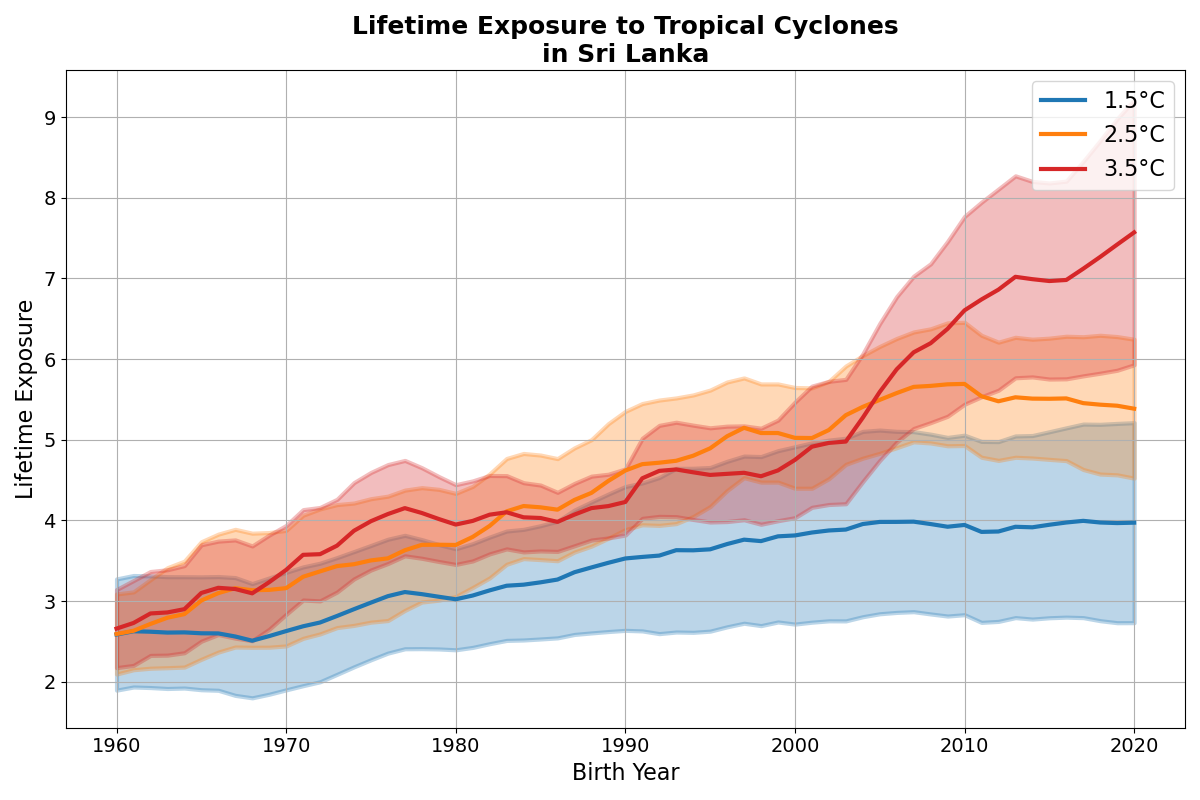 Lifetime Exposure to Tropical Cyclones
in Sri Lanka
1.5°C
2.5°C
3.5°C
Lifetime Exposure
9
8
7
6
5
4
3
2
1960 1970 1980 1990 2000 2010 2020
Birth Year